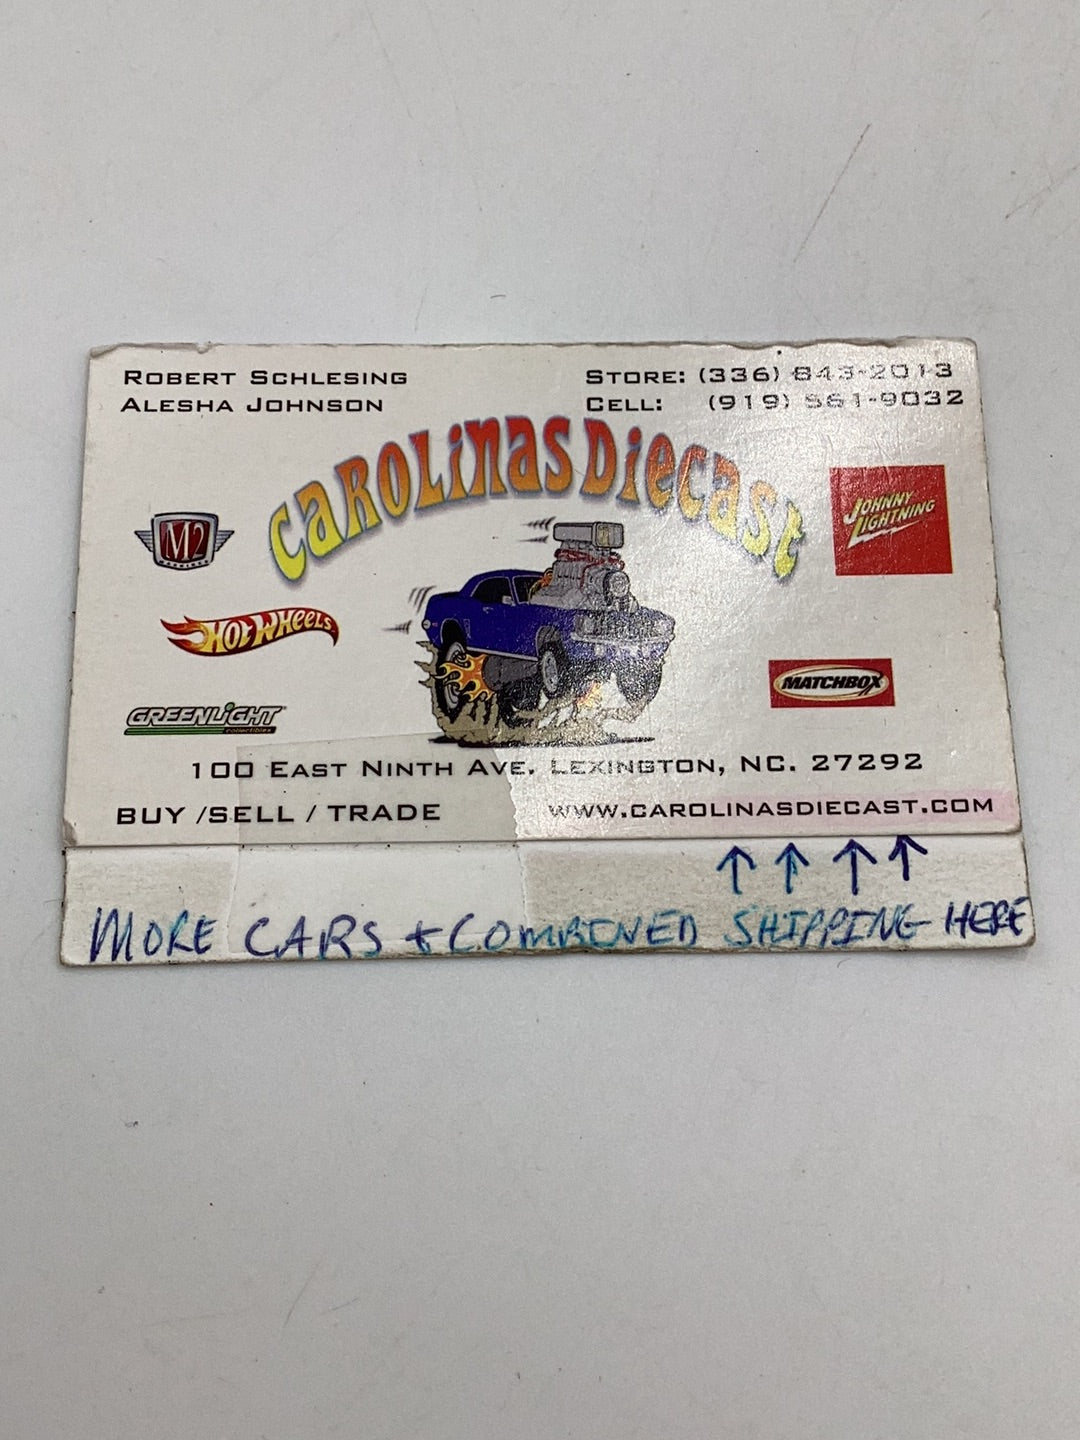 ROBERT SCHLESING
ALESHA JOHNSON
STORE: (336) 843-2013
CELL: (919) 561-9032
CAROLINAS DIECAST
M2
MACHINES
JOHNNY
LIGHTNING
HOT WHEELS
MATCHBOX
GREENLIGHT
collectibles
100 EAST NINTH AVE. LEXINGTON, NC. 27292
BUY /SELL / TRADE
WWW.CAROLINASDIECAST.COM
↑ ↑ ↑ ↑
MORE CARS + COMBINED SHIPPING HERE